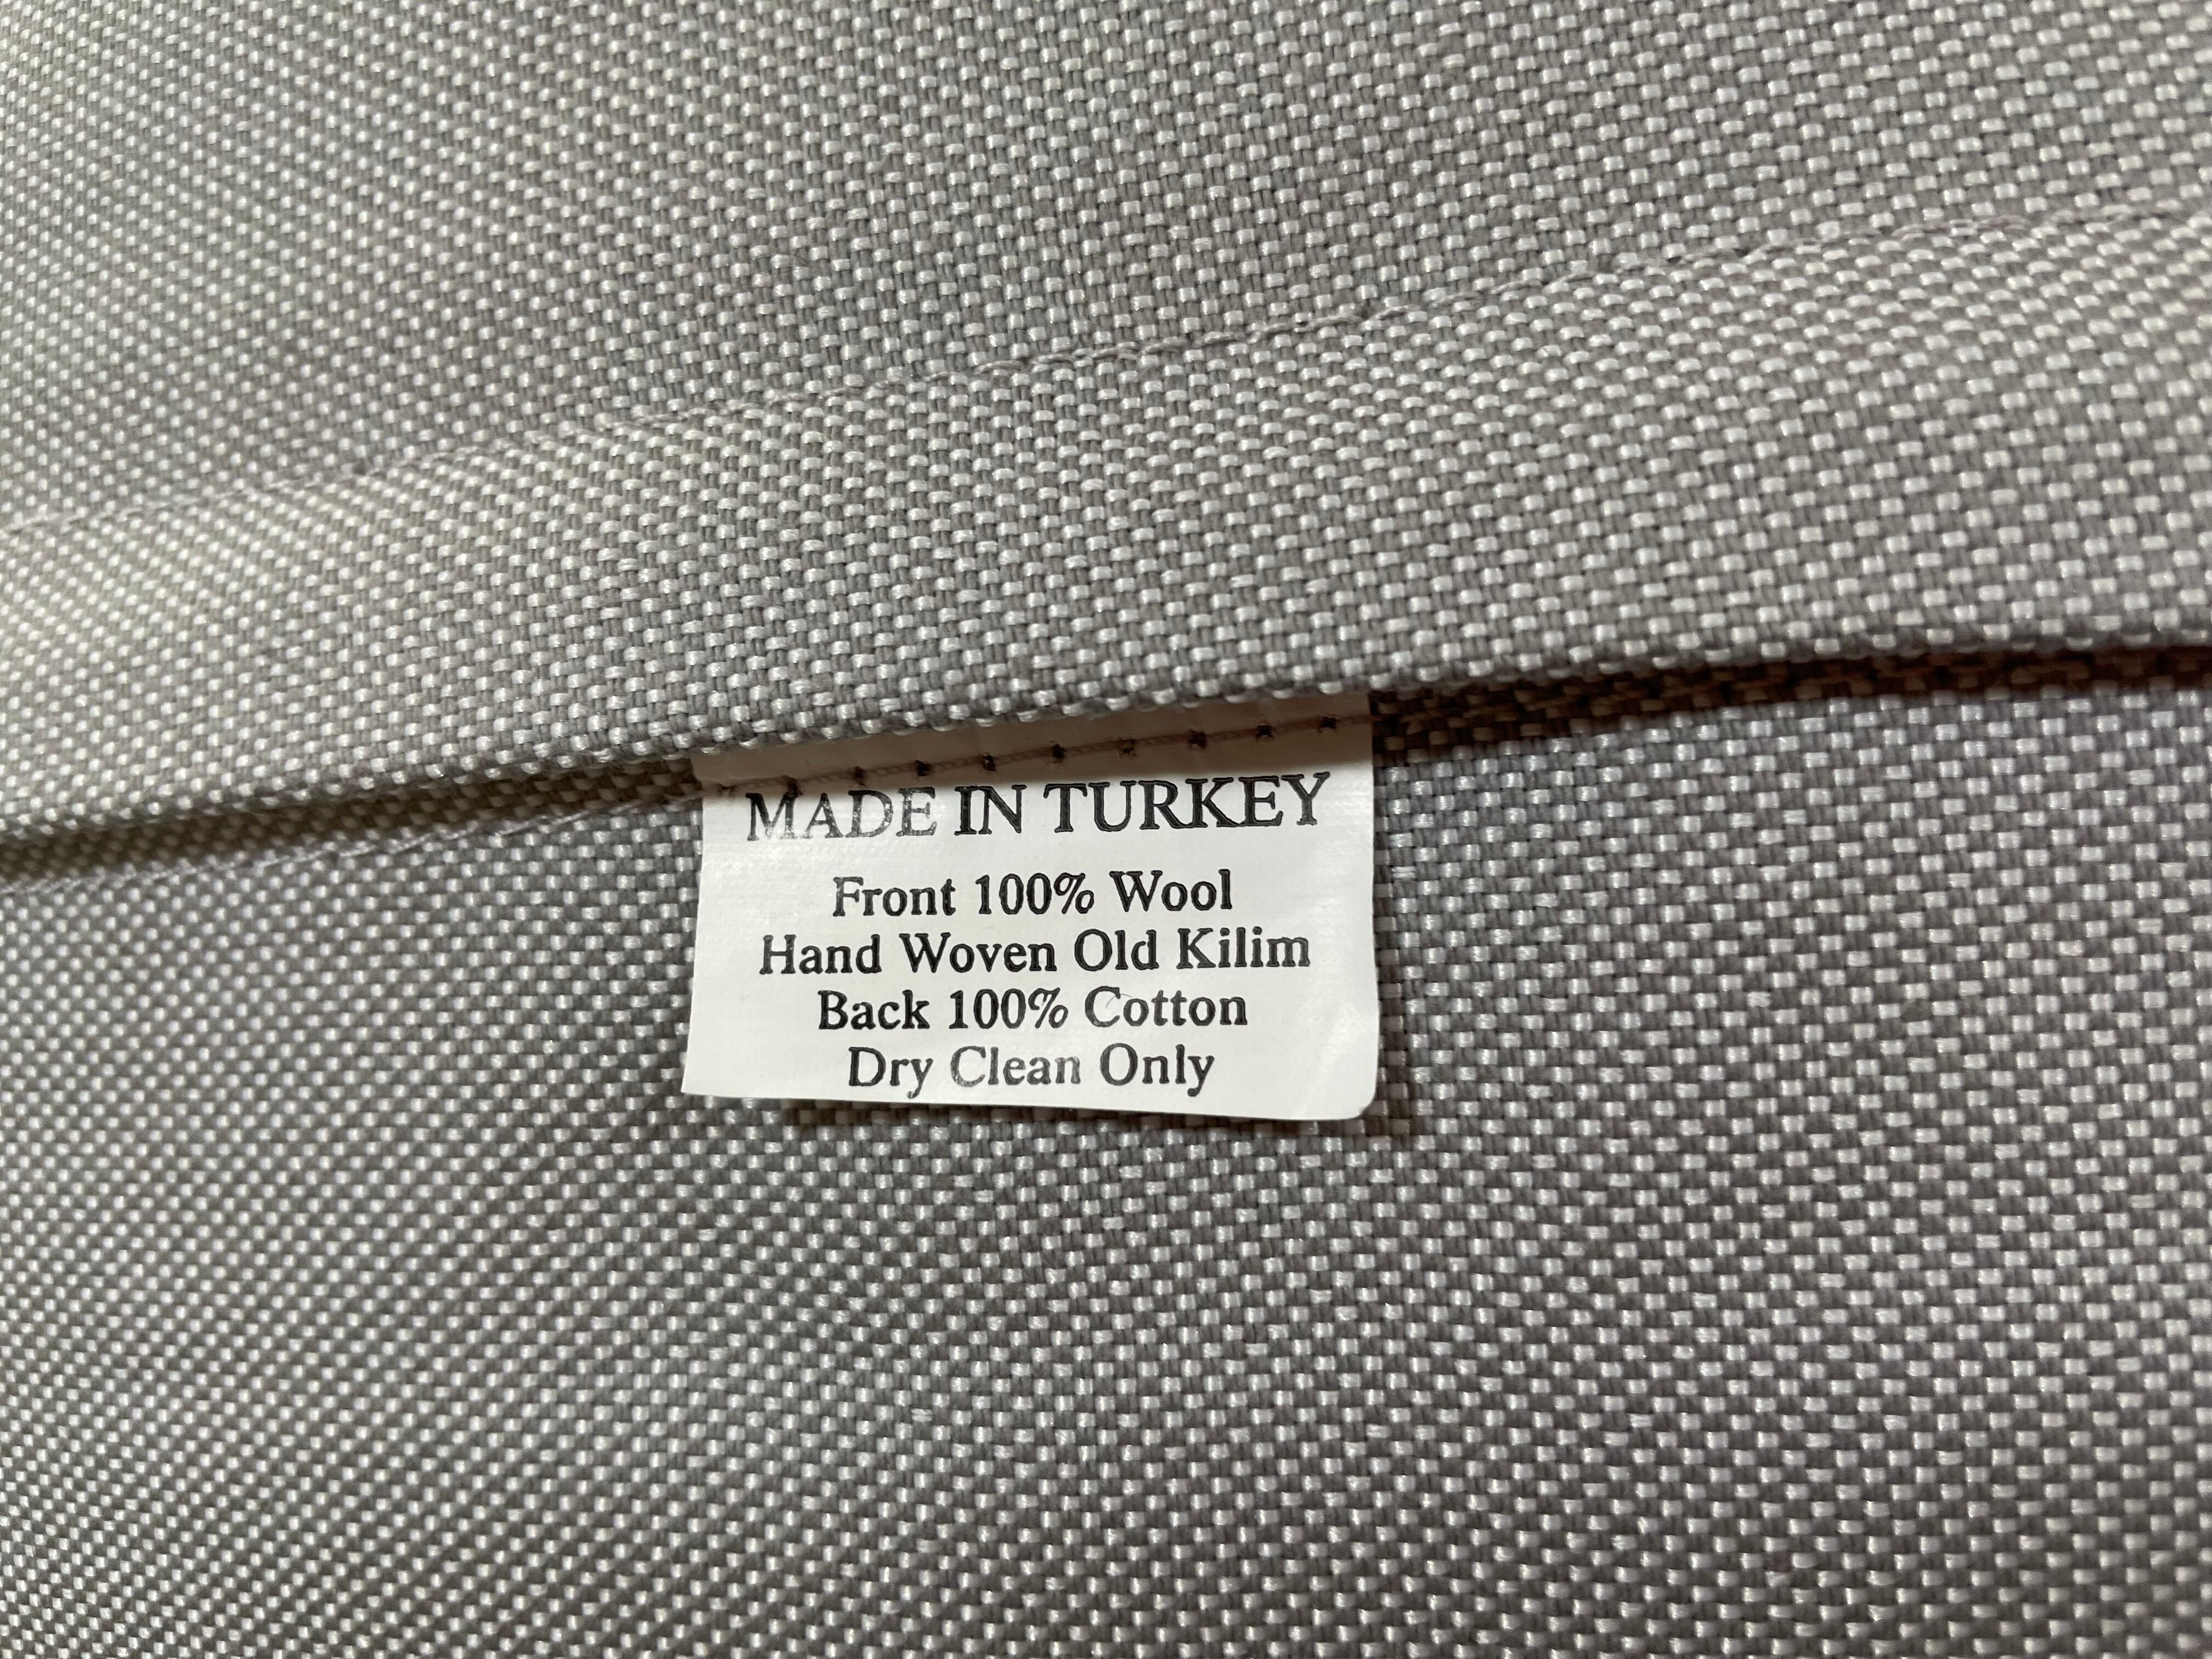 MADE IN TURKEY
Front 100% Wool
Hand Woven Old Kilim
Back 100% Cotton
Dry Clean Only